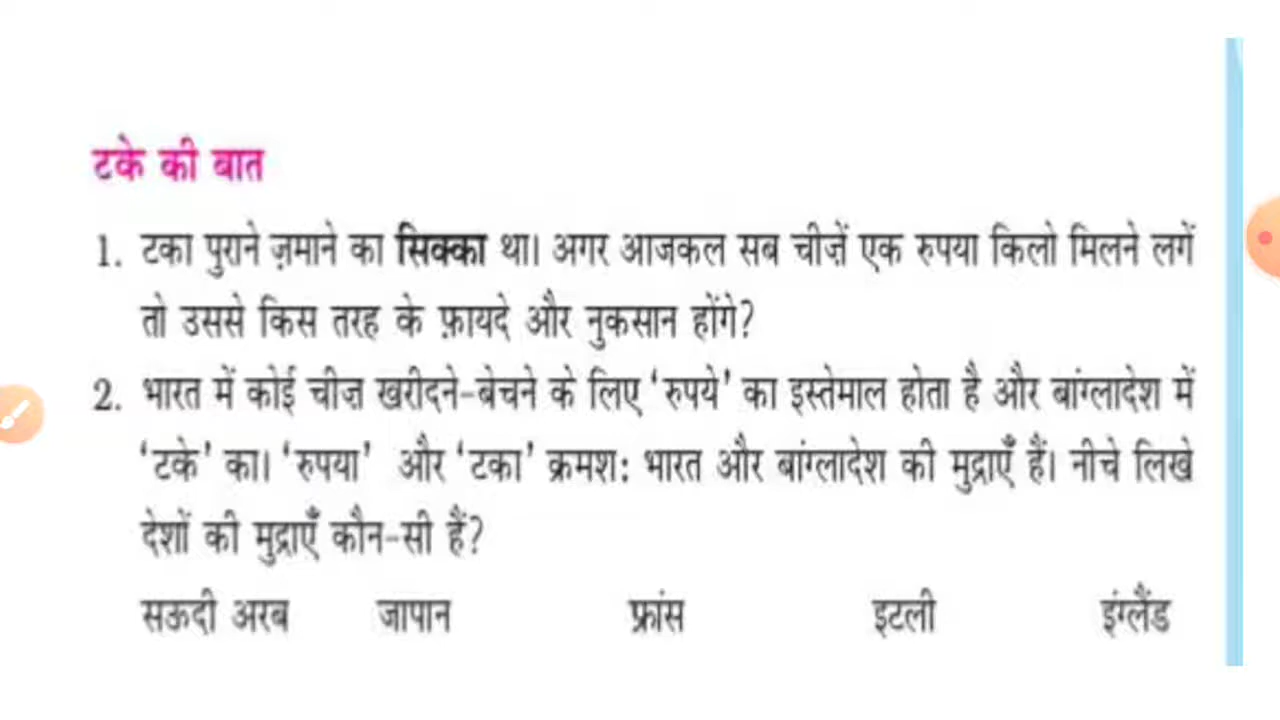 टके की बात
1. टका पुराने ज़माने का सिक्का था। अगर आजकल सब चीज़ें एक रुपया किलो मिलने लगें
तो उससे किस तरह के फ़ायदे और नुकसान होंगे?
2. भारत में कोई चीज़ खरीदने-बेचने के लिए ‘रुपये’ का इस्तेमाल होता है और बांग्लादेश में
‘टके’ का। ‘रुपया’ और ‘टका’ क्रमश: भारत और बांग्लादेश की मुद्राएँ हैं। नीचे लिखे
देशों की मुद्राएँ कौन-सी हैं?
सऊदी अरब जापान फ्रांस इटली इंग्लैंड